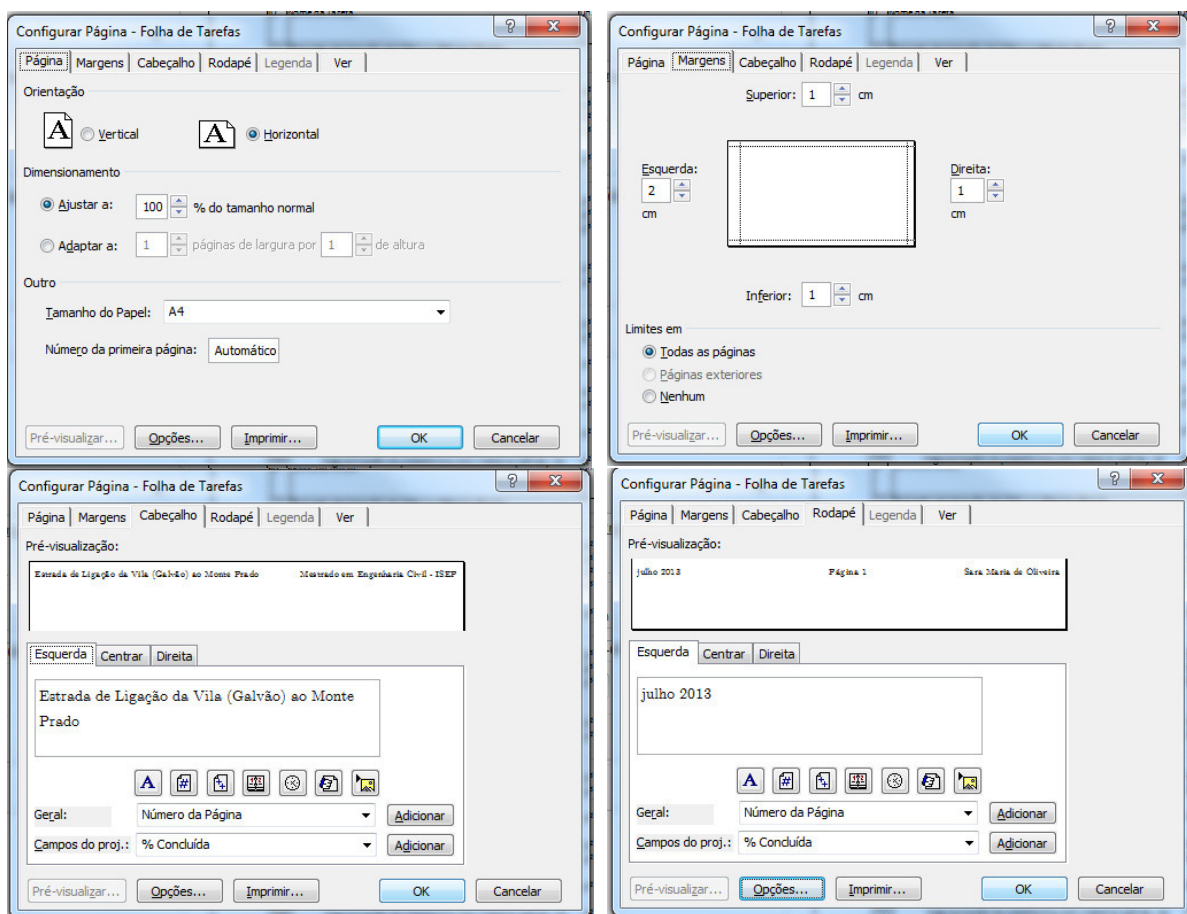 Configurar Página - Folha de Tarefas
Página Margens Cabeçalho Rodapé Legenda Ver
Orientação
A Vertical A Horizontal
Dimensionamento
Ajustar a: 100 % do tamanho normal
Adaptar a: 1 páginas de largura por 1 de altura
Outro
Tamanho do Papel: A4
Número da primeira página: Automático
Pré-visualizar... Opções... Imprimir... OK Cancelar
Configurar Página - Folha de Tarefas
Página Margens Cabeçalho Rodapé Legenda Ver
Superior: 1 cm
Esquerda: Direita:
2 1
cm cm
Inferior: 1 cm
Limites em
Todas as páginas
Páginas exteriores
Nenhum
Pré-visualizar... Opções... Imprimir... OK Cancelar
Configurar Página - Folha de Tarefas
Página Margens Cabeçalho Rodapé Legenda Ver
Pré-visualização:
Estrada de Ligação da Vila (Galvão) ao Monte Prado Mestrado em Engenharia Civil - ISEP
Esquerda Centrar Direita
Estrada de Ligação da Vila (Galvão) ao Monte
Prado
A #
Geral: Número da Página Adicionar
Campos do proj.: % Concluída Adicionar
Pré-visualizar... Opções... Imprimir... OK Cancelar
Configurar Página - Folha de Tarefas
Página Margens Cabeçalho Rodapé Legenda Ver
Pré-visualização:
julho 2013 Página 1 Sara Maria de Oliveira
Esquerda Centrar Direita
julho 2013
A #
Geral: Número da Página Adicionar
Campos do proj.: % Concluída Adicionar
Pré-visualizar... Opções... Imprimir... OK Cancelar